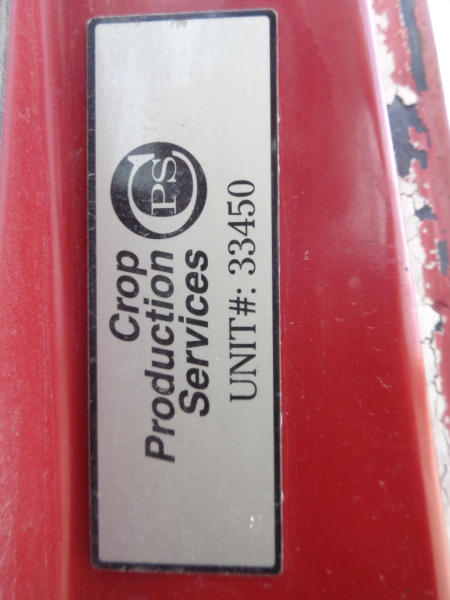 CPS
Crop
Production
Services
UNIT#: 33450